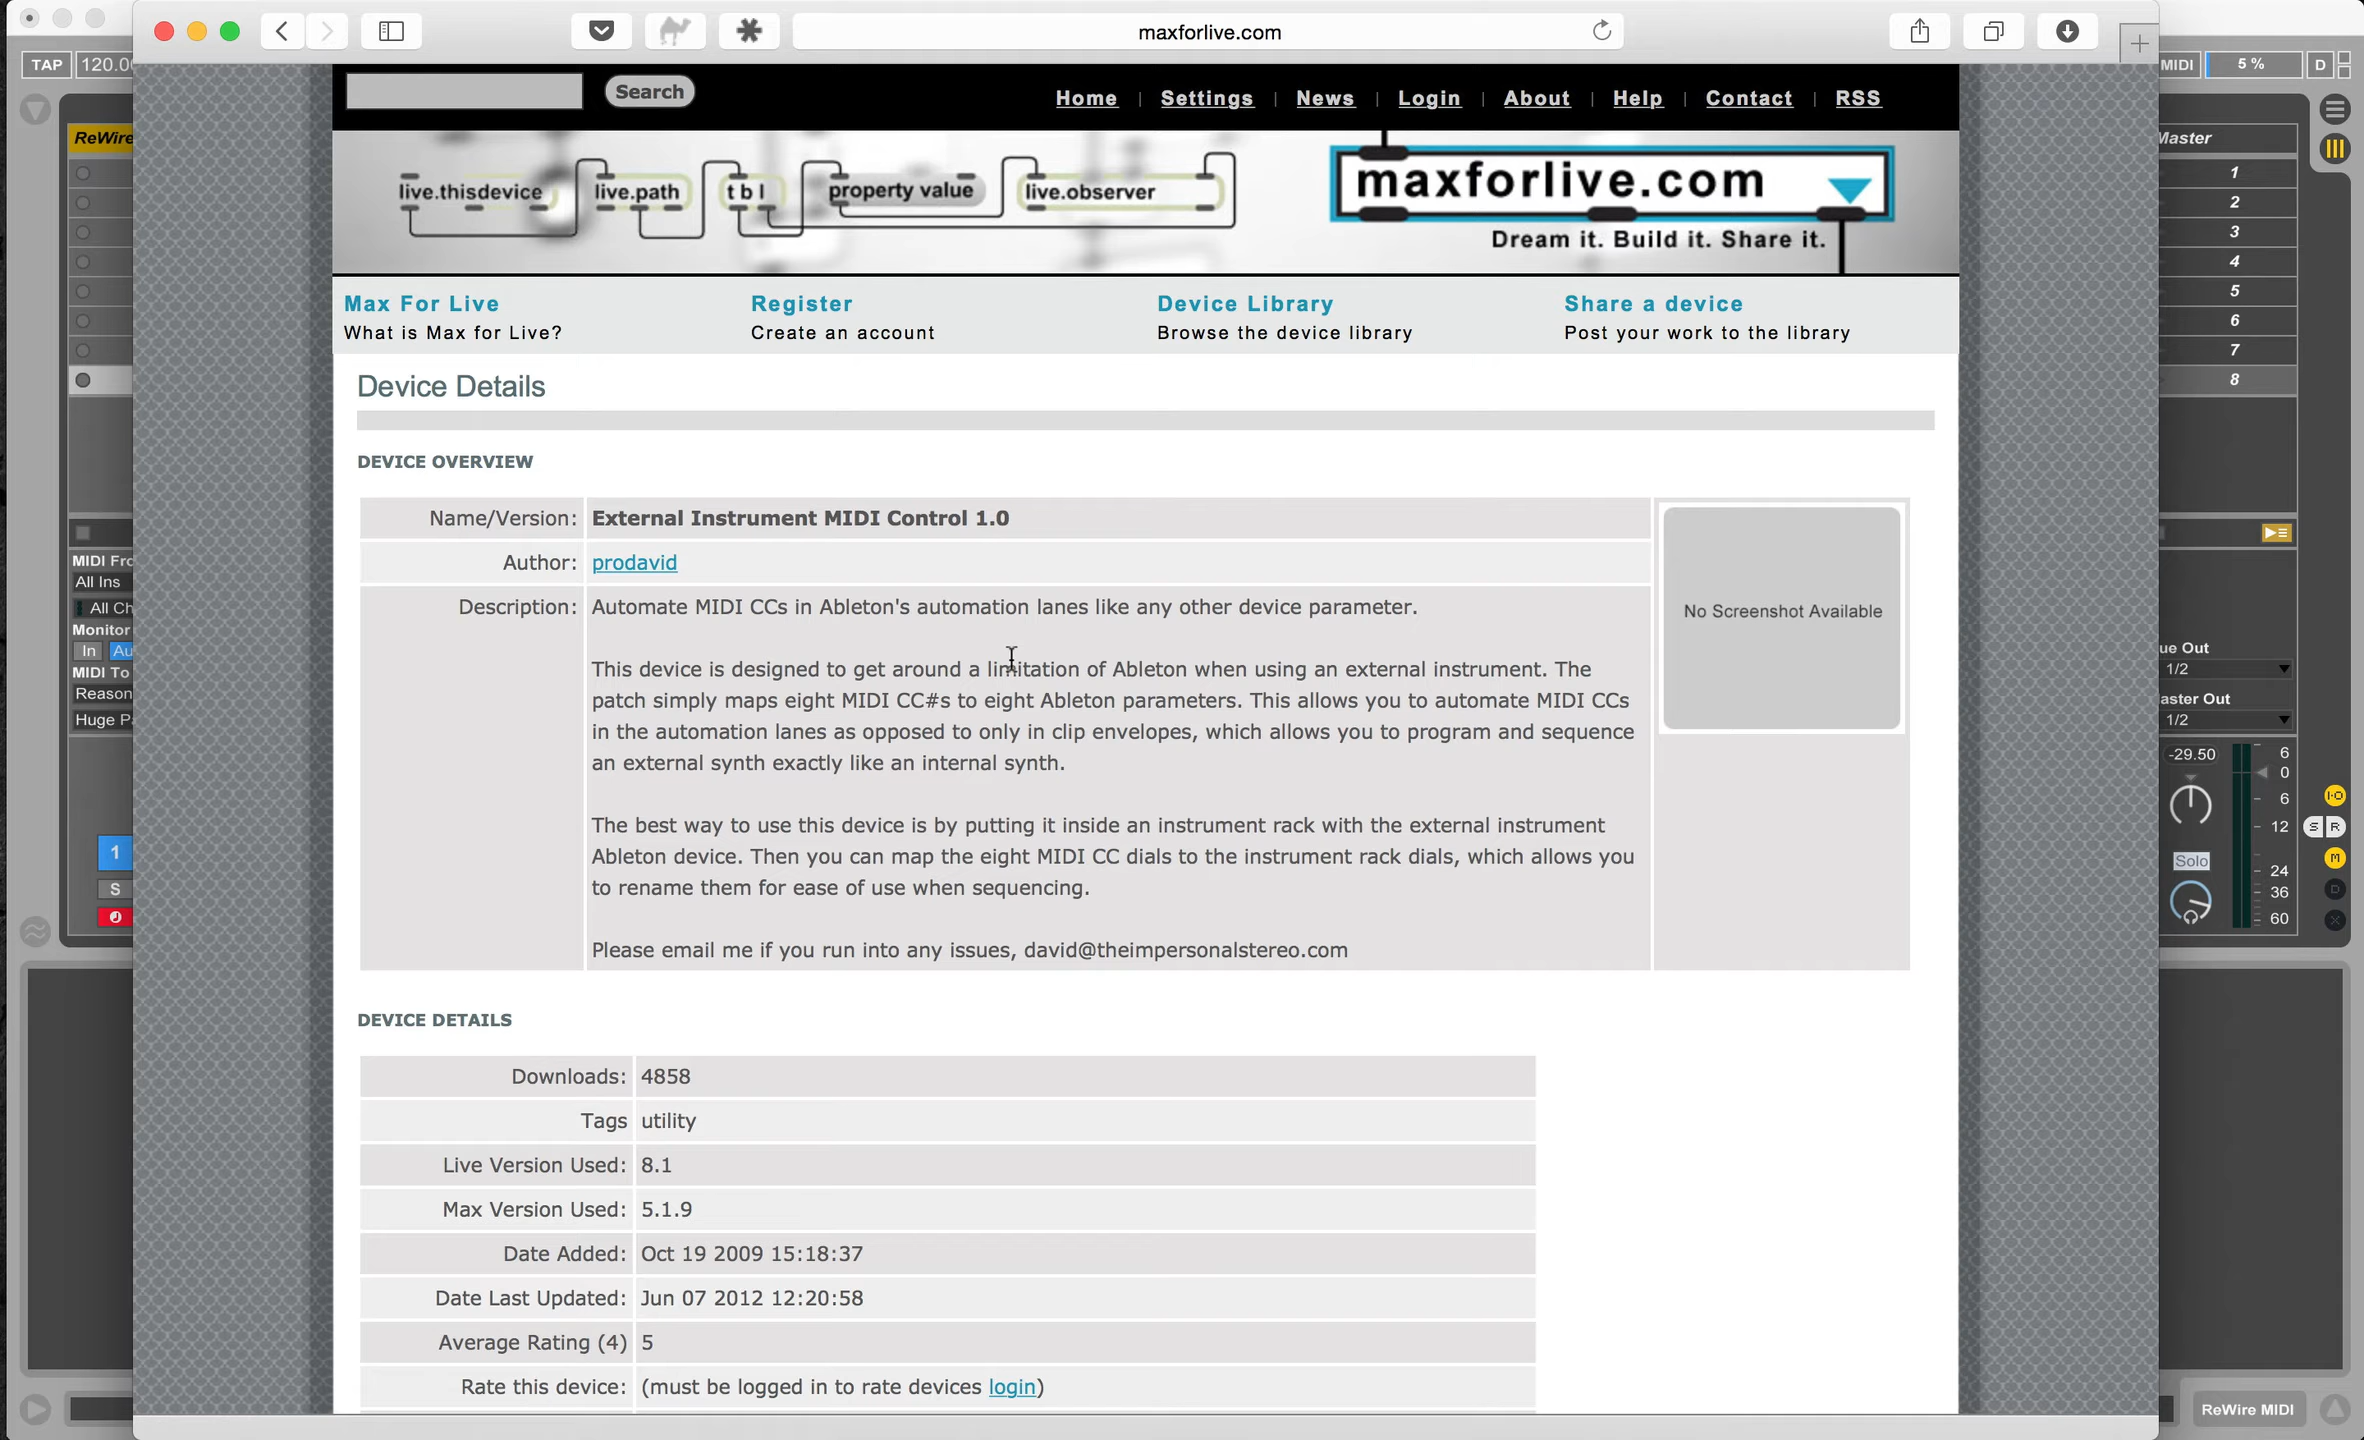 maxforlive.com
TAP
120.0
MIDI
5 %
D
Search
Home | Settings | News | Login | About | Help | Contact | RSS
live.thisdevice
live.path
t b l
property value
live.observer
maxforlive.com
Dream it. Build it. Share it.
Max For Live
What is Max for Live?
Register
Create an account
Device Library
Browse the device library
Share a device
Post your work to the library
Device Details
DEVICE OVERVIEW
Name/Version: External Instrument MIDI Control 1.0
Author: prodavid
Description: Automate MIDI CCs in Ableton's automation lanes like any other device parameter.
This device is designed to get around a limitation of Ableton when using an external instrument. The
patch simply maps eight MIDI CC#s to eight Ableton parameters. This allows you to automate MIDI CCs
in the automation lanes as opposed to only in clip envelopes, which allows you to program and sequence
an external synth exactly like an internal synth.
The best way to use this device is by putting it inside an instrument rack with the external instrument
Ableton device. Then you can map the eight MIDI CC dials to the instrument rack dials, which allows you
to rename them for ease of use when sequencing.
Please email me if you run into any issues, david@theimpersonalstereo.com
No Screenshot Available
DEVICE DETAILS
Downloads: 4858
Tags utility
Live Version Used: 8.1
Max Version Used: 5.1.9
Date Added: Oct 19 2009 15:18:37
Date Last Updated: Jun 07 2012 12:20:58
Average Rating (4) 5
Rate this device: (must be logged in to rate devices login)
ReWire
MIDI Fro
All Ins
All Ch
Monitor
In Au
MIDI To
Reason
Huge P
1
S
Master
1
2
3
4
5
6
7
8
ue Out
1/2
aster Out
1/2
-29.50
6
0
6
12
24
36
60
Solo
S R
M
D
ReWire MIDI